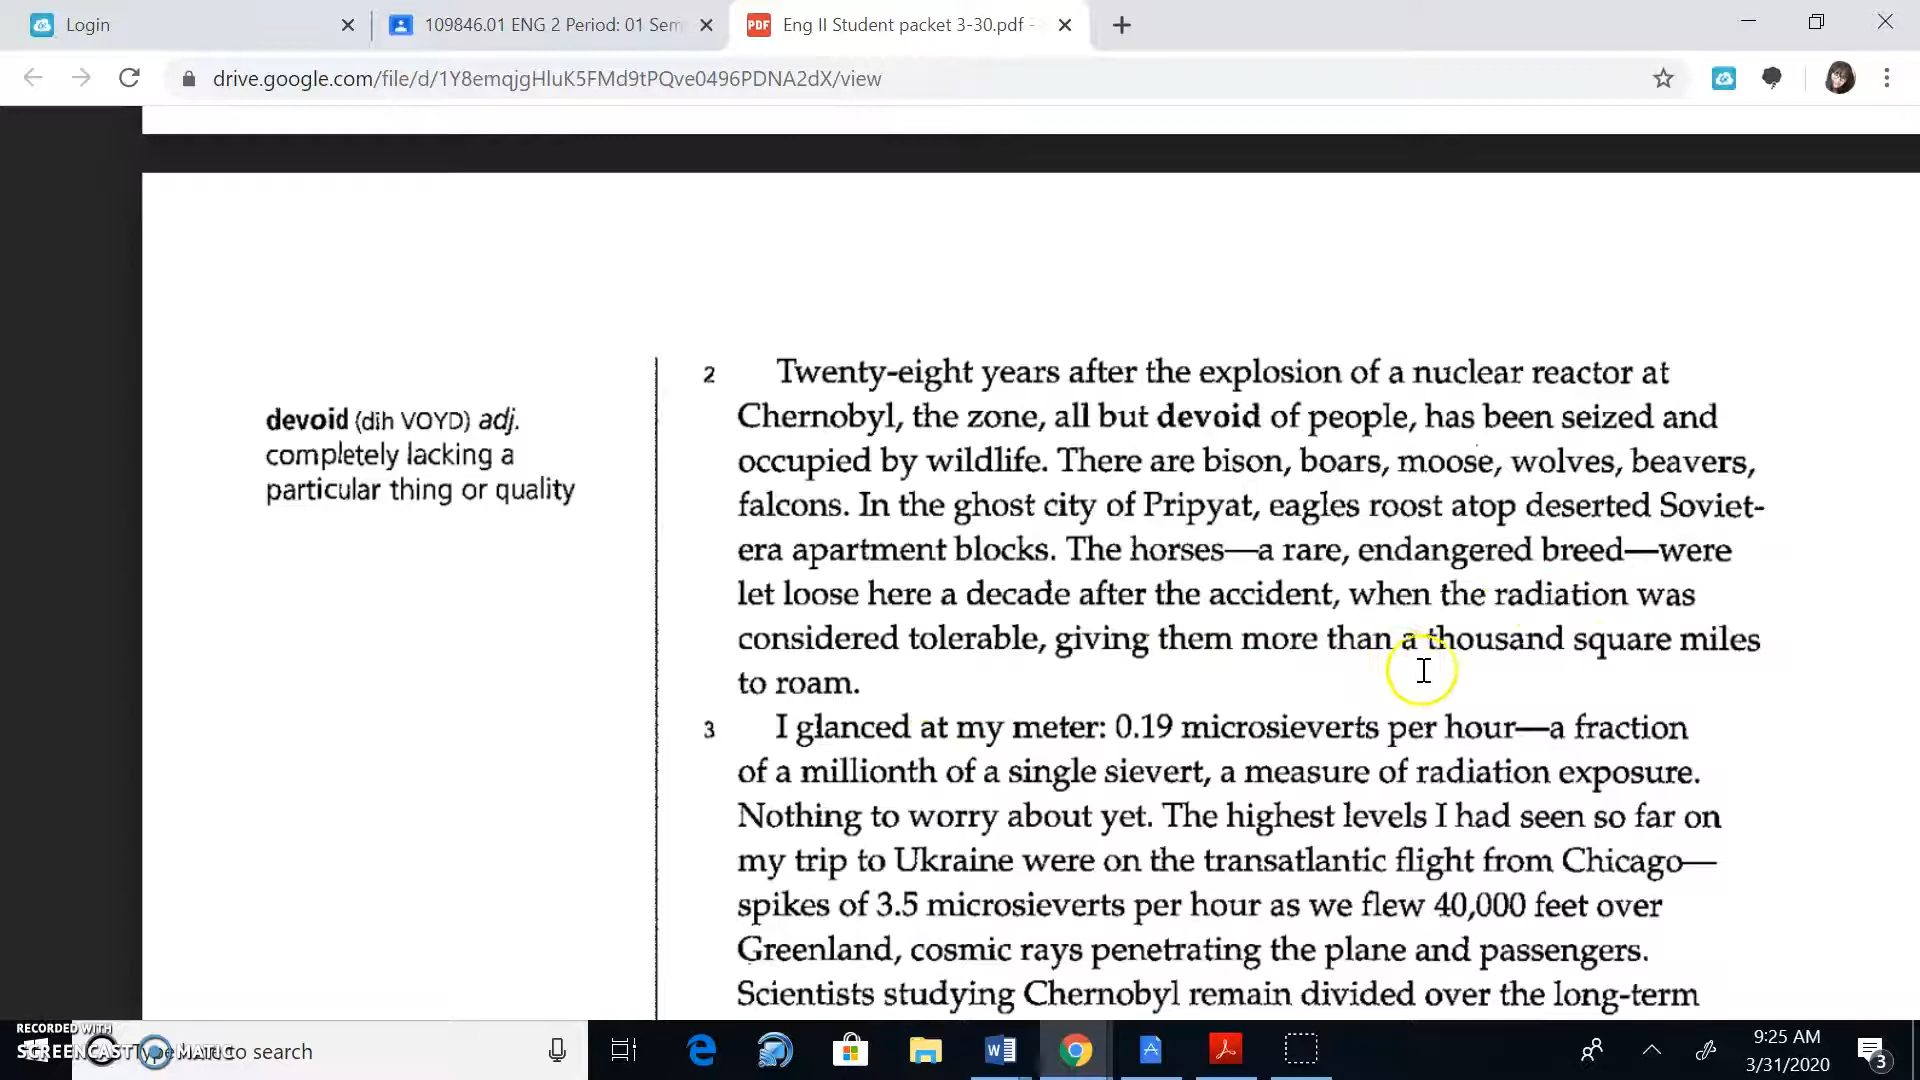 Login
109846.01 ENG 2 Period: 01 Sem
PDF
Eng II Student packet 3-30.pdf -
drive.google.com/file/d/1Y8emqjgHluK5FMd9tPQve0496PDNA2dX/view
devoid (dih VOYD) adj.
completely lacking a
particular thing or quality
2 Twenty-eight years after the explosion of a nuclear reactor at
Chernobyl, the zone, all but devoid of people, has been seized and
occupied by wildlife. There are bison, boars, moose, wolves, beavers,
falcons. In the ghost city of Pripyat, eagles roost atop deserted Soviet-
era apartment blocks. The horses—a rare, endangered breed—were
let loose here a decade after the accident, when the radiation was
considered tolerable, giving them more than a thousand square miles
to roam.
3 I glanced at my meter: 0.19 microsieverts per hour—a fraction
of a millionth of a single sievert, a measure of radiation exposure.
Nothing to worry about yet. The highest levels I had seen so far on
my trip to Ukraine were on the transatlantic flight from Chicago—
spikes of 3.5 microsieverts per hour as we flew 40,000 feet over
Greenland, cosmic rays penetrating the plane and passengers.
Scientists studying Chernobyl remain divided over the long-term
RECORDED WITH
SCREENCAST MATIC
Type here to search
9:25 AM
3/31/2020
3